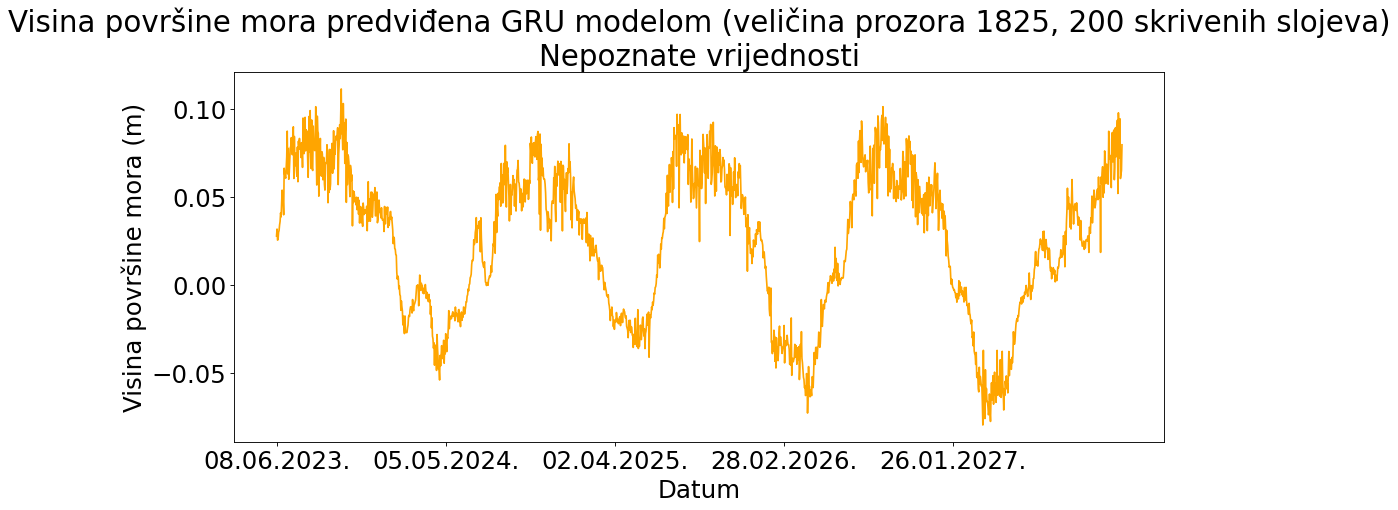 Visina površine mora predviđena GRU modelom (veličina prozora 1825, 200 skrivenih slojeva)
Nepoznate vrijednosti
Visina površine mora (m)
0.10
0.05
0.00
−0.05
08.06.2023. 05.05.2024. 02.04.2025. 28.02.2026. 26.01.2027.
Datum